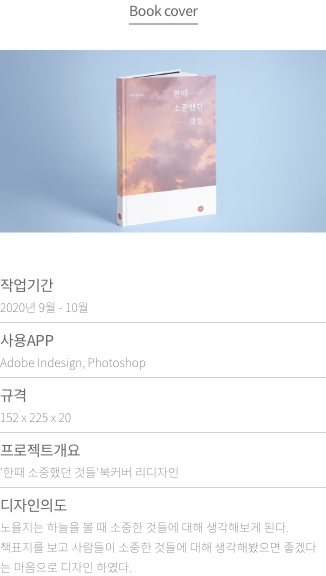 Book cover
한때
소중했던
것들
작업기간
2020년 9월 - 10월
사용APP
Adobe Indesign, Photoshop
규격
152 x 225 x 20
프로젝트개요
'한때 소중했던 것들'북커버 리디자인
디자인의도
노을지는 하늘을 볼 때 소중한 것들에 대해 생각해보게 된다.
책표지를 보고 사람들이 소중한 것들에 대해 생각해봤으면 좋겠다
는 마음으로 디자인 하였다.